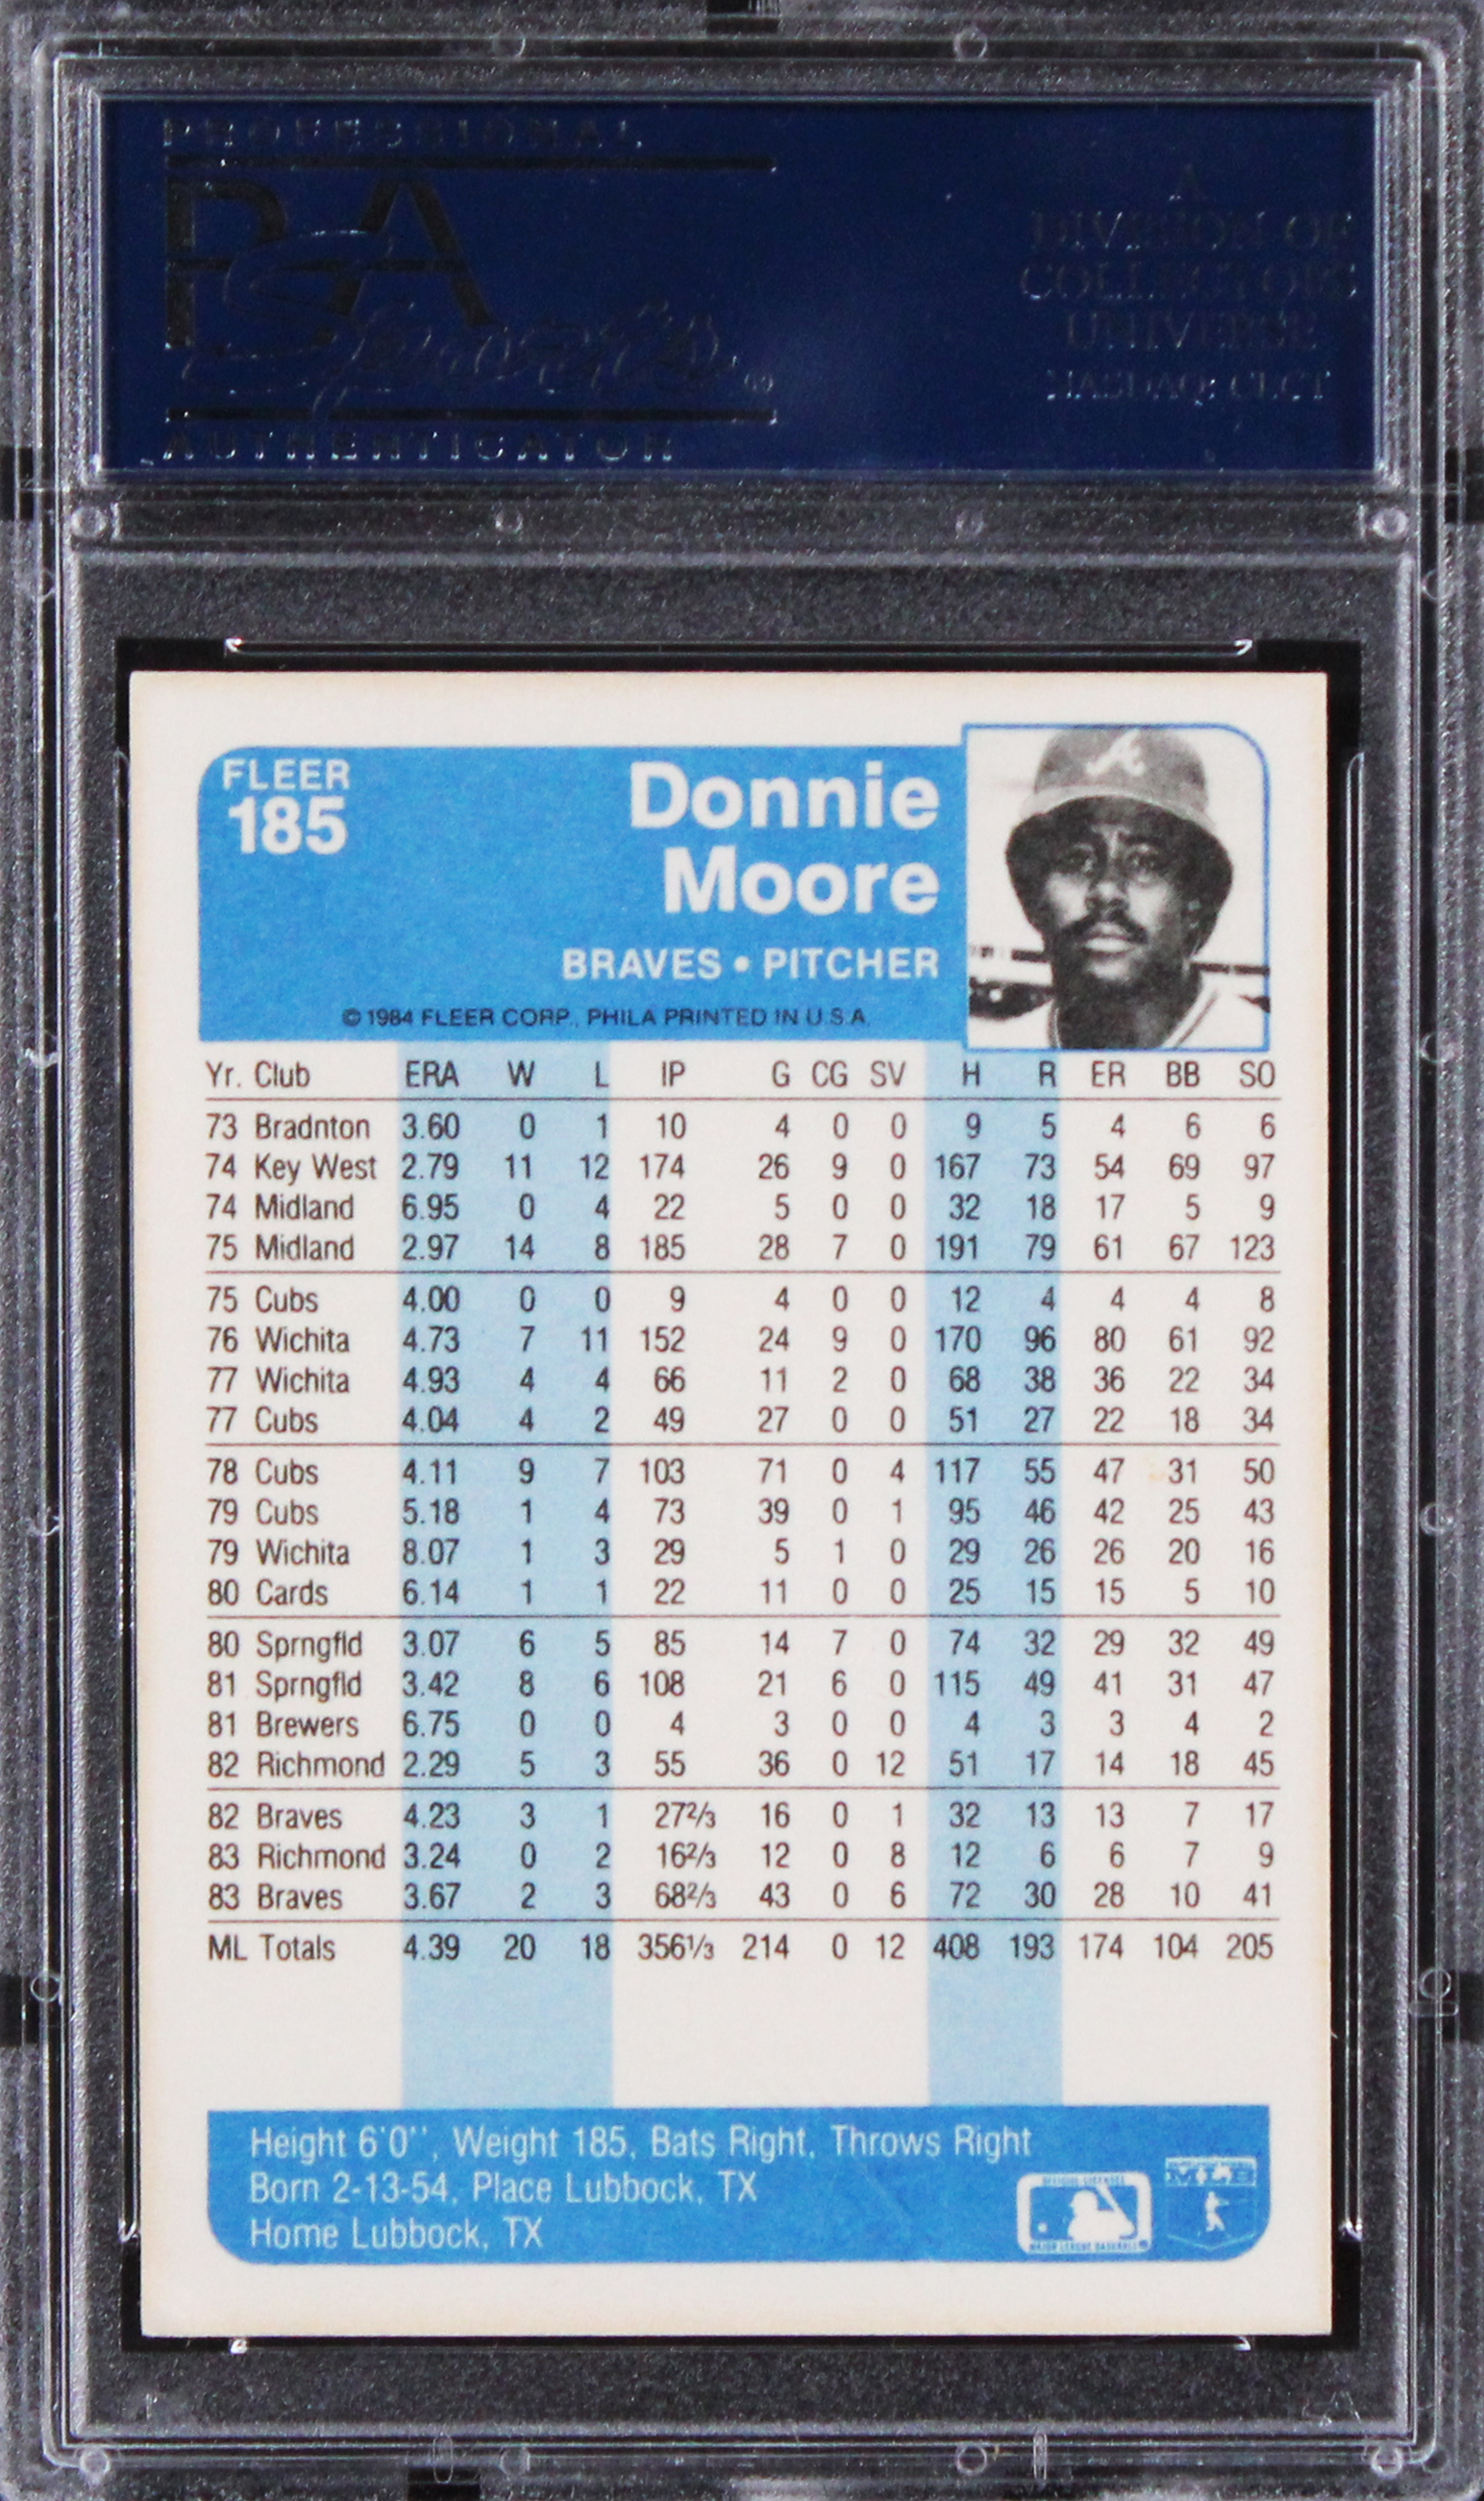 PROFESSIONAL
PSA
Sports
AUTHENTICATOR
A
DIVISION OF
COLLECTORS
UNIVERSE
NASDAQ: CLCT
FLEER
185
Donnie
Moore
BRAVES • PITCHER
© 1984 FLEER CORP., PHILA PRINTED IN U.S.A.
Yr. Club ERA W L IP G CG SV H R ER BB SO
73 Bradnton 3.60 0 1 10 4 0 0 9 5 4 6 6
74 Key West 2.79 11 12 174 26 9 0 167 73 54 69 97
74 Midland 6.95 0 4 22 5 0 0 32 18 17 5 9
75 Midland 2.97 14 8 185 28 7 0 191 79 61 67 123
75 Cubs 4.00 0 0 9 4 0 0 12 4 4 4 8
76 Wichita 4.73 7 11 152 24 9 0 170 96 80 61 92
77 Wichita 4.93 4 4 66 11 2 0 68 38 36 22 34
77 Cubs 4.04 4 2 49 27 0 0 51 27 22 18 34
78 Cubs 4.11 9 7 103 71 0 4 117 55 47 31 50
79 Cubs 5.18 1 4 73 39 0 1 95 46 42 25 43
79 Wichita 8.07 1 3 29 5 1 0 29 26 26 20 16
80 Cards 6.14 1 1 22 11 0 0 25 15 15 5 10
80 Sprngfld 3.07 6 5 85 14 7 0 74 32 29 32 49
81 Sprngfld 3.42 8 6 108 21 6 0 115 49 41 31 47
81 Brewers 6.75 0 0 4 3 0 0 4 3 3 4 2
82 Richmond 2.29 5 3 55 36 0 12 51 17 14 18 45
82 Braves 4.23 3 1 27 2/3 16 0 1 32 13 13 7 17
83 Richmond 3.24 0 2 16 2/3 12 0 8 12 6 6 7 9
83 Braves 3.67 2 3 68 2/3 43 0 6 72 30 28 10 41
ML Totals 4.39 20 18 356 1/3 214 0 12 408 193 174 104 205
Height 6'0'', Weight 185, Bats Right, Throws Right
Born 2-13-54, Place Lubbock, TX
Home Lubbock, TX
MLB
MAJOR LEAGUE BASEBALL